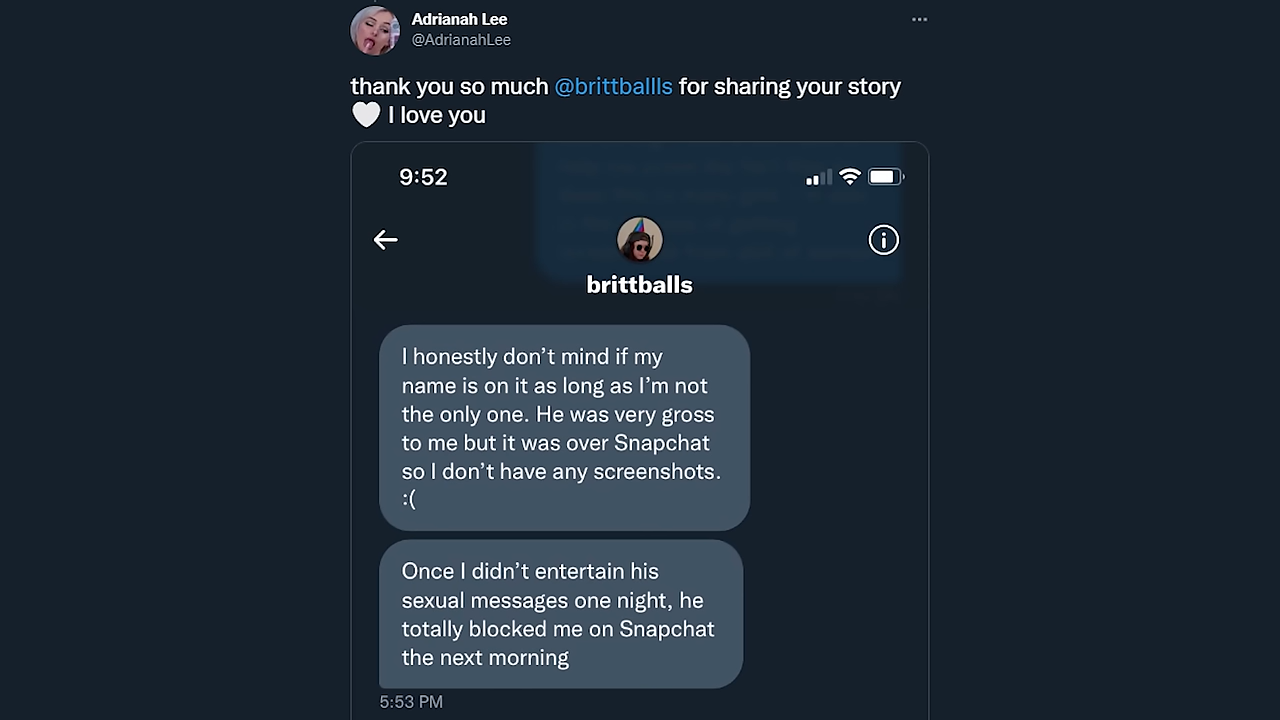 Adrianah Lee
@AdrianahLee
thank you so much @brittballls for sharing your story
🤍 I love you
9:52
brittballs
I honestly don’t mind if my
name is on it as long as I’m not
the only one. He was very gross
to me but it was over Snapchat
so I don’t have any screenshots.
:(
Once I didn’t entertain his
sexual messages one night, he
totally blocked me on Snapchat
the next morning
5:53 PM